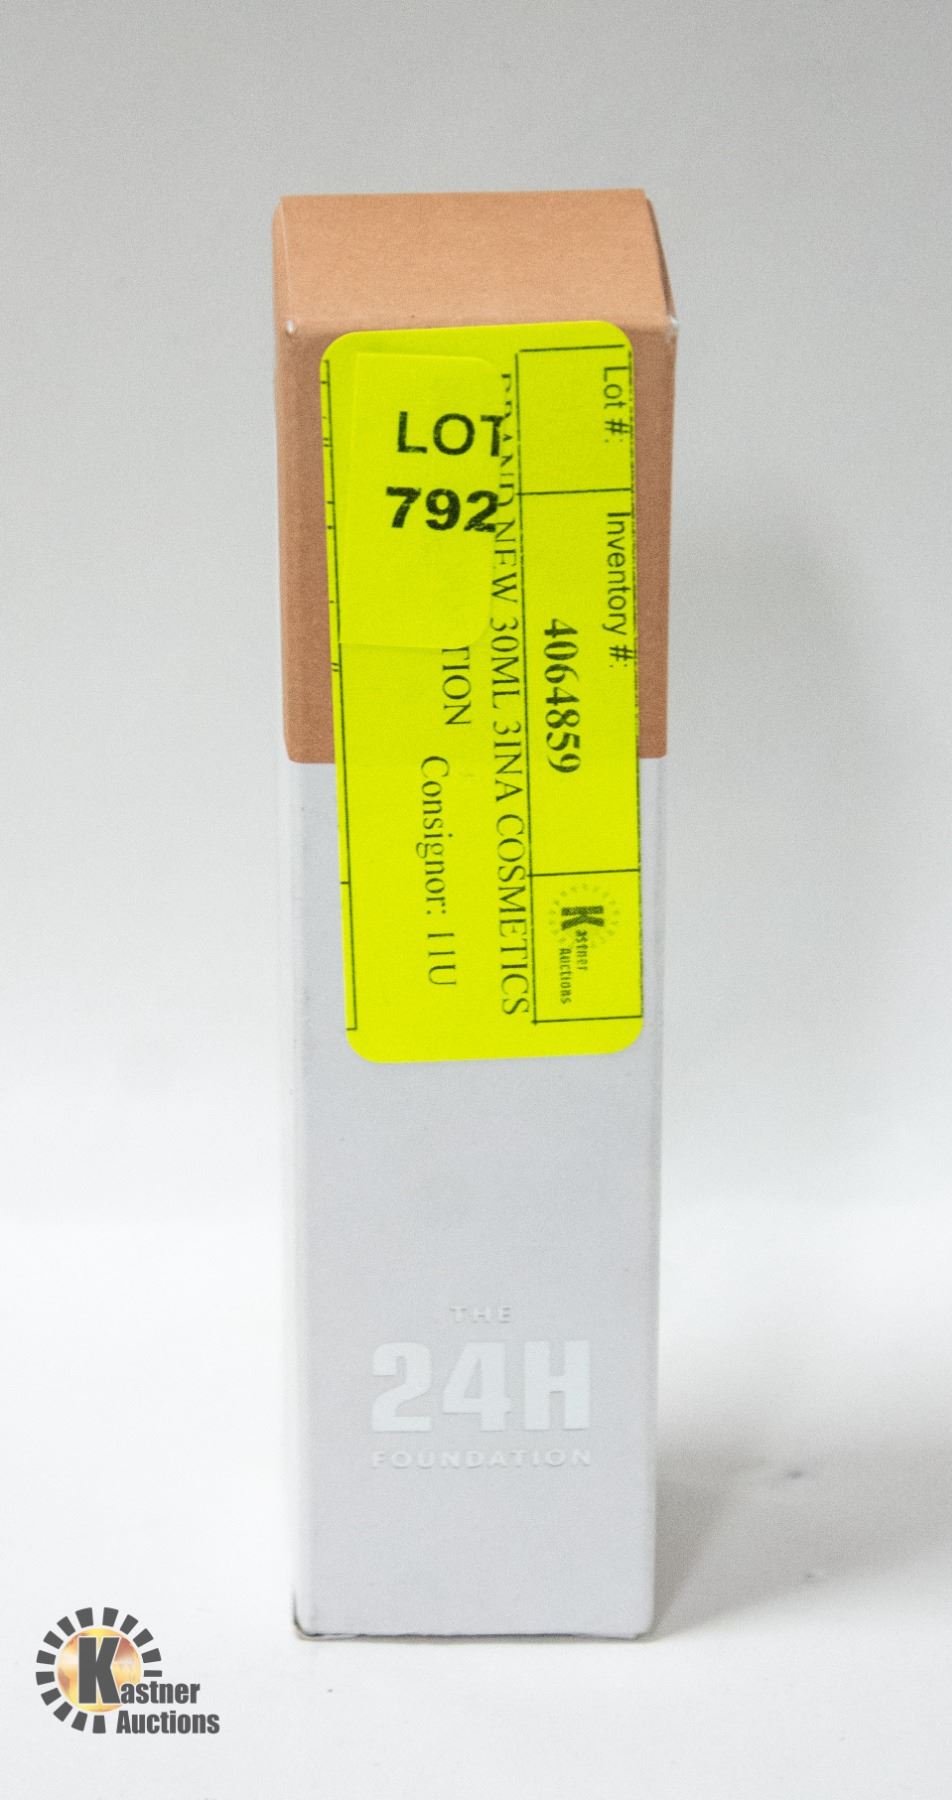 LOT
792
Lot #:
Inventory #:
4064859
Kastner
Auctions
BRAND NEW 30ML 3INA COSMETICS
TION
Consignor: 11U
THE
24H
FOUNDATION
Kastner
Auctions